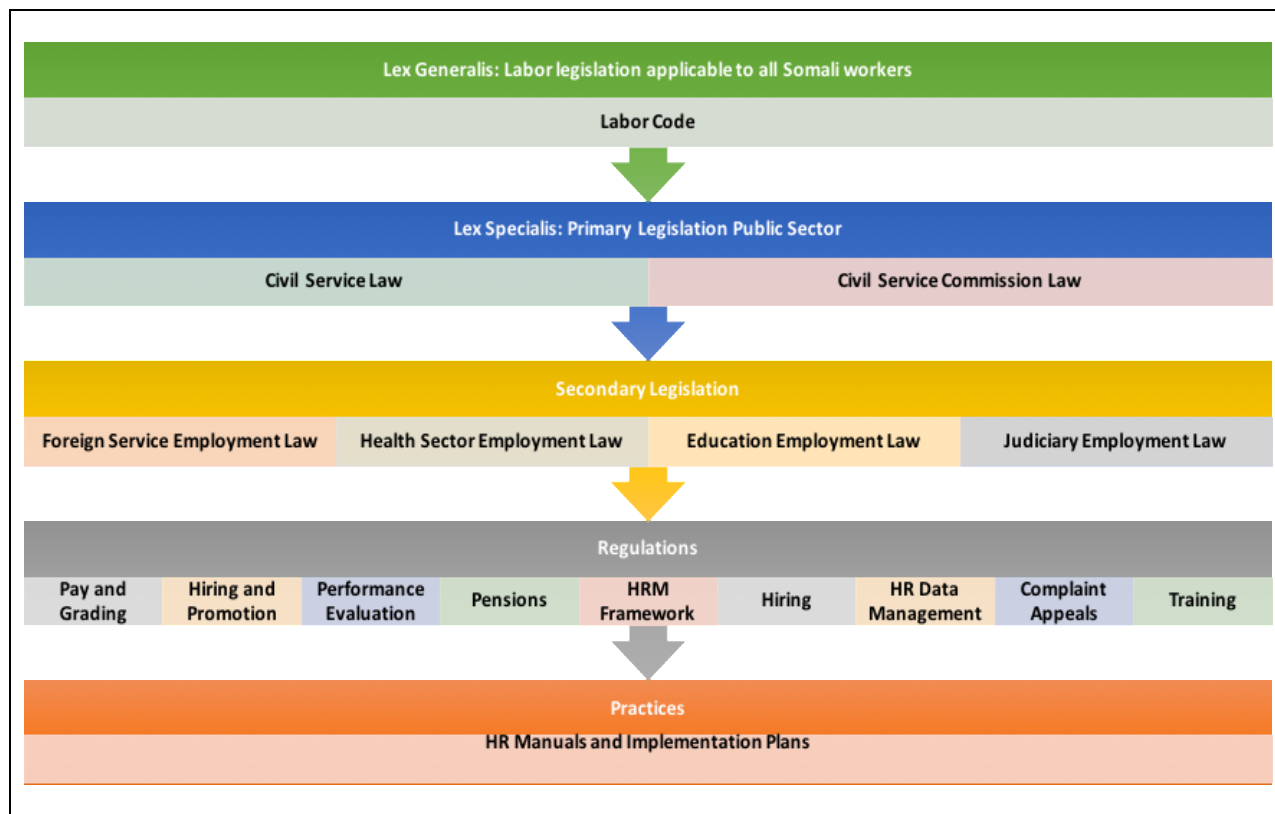 Lex Generalis: Labor legislation applicable to all Somali workers
Labor Code
Lex Specialis: Primary Legislation Public Sector
Civil Service Law
Civil Service Commission Law
Secondary Legislation
Foreign Service Employment Law
Health Sector Employment Law
Education Employment Law
Judiciary Employment Law
Regulations
Pay and
Grading
Hiring and
Promotion
Performance
Evaluation
Pensions
HRM
Framework
Hiring
HR Data
Management
Complaint
Appeals
Training
Practices
HR Manuals and Implementation Plans